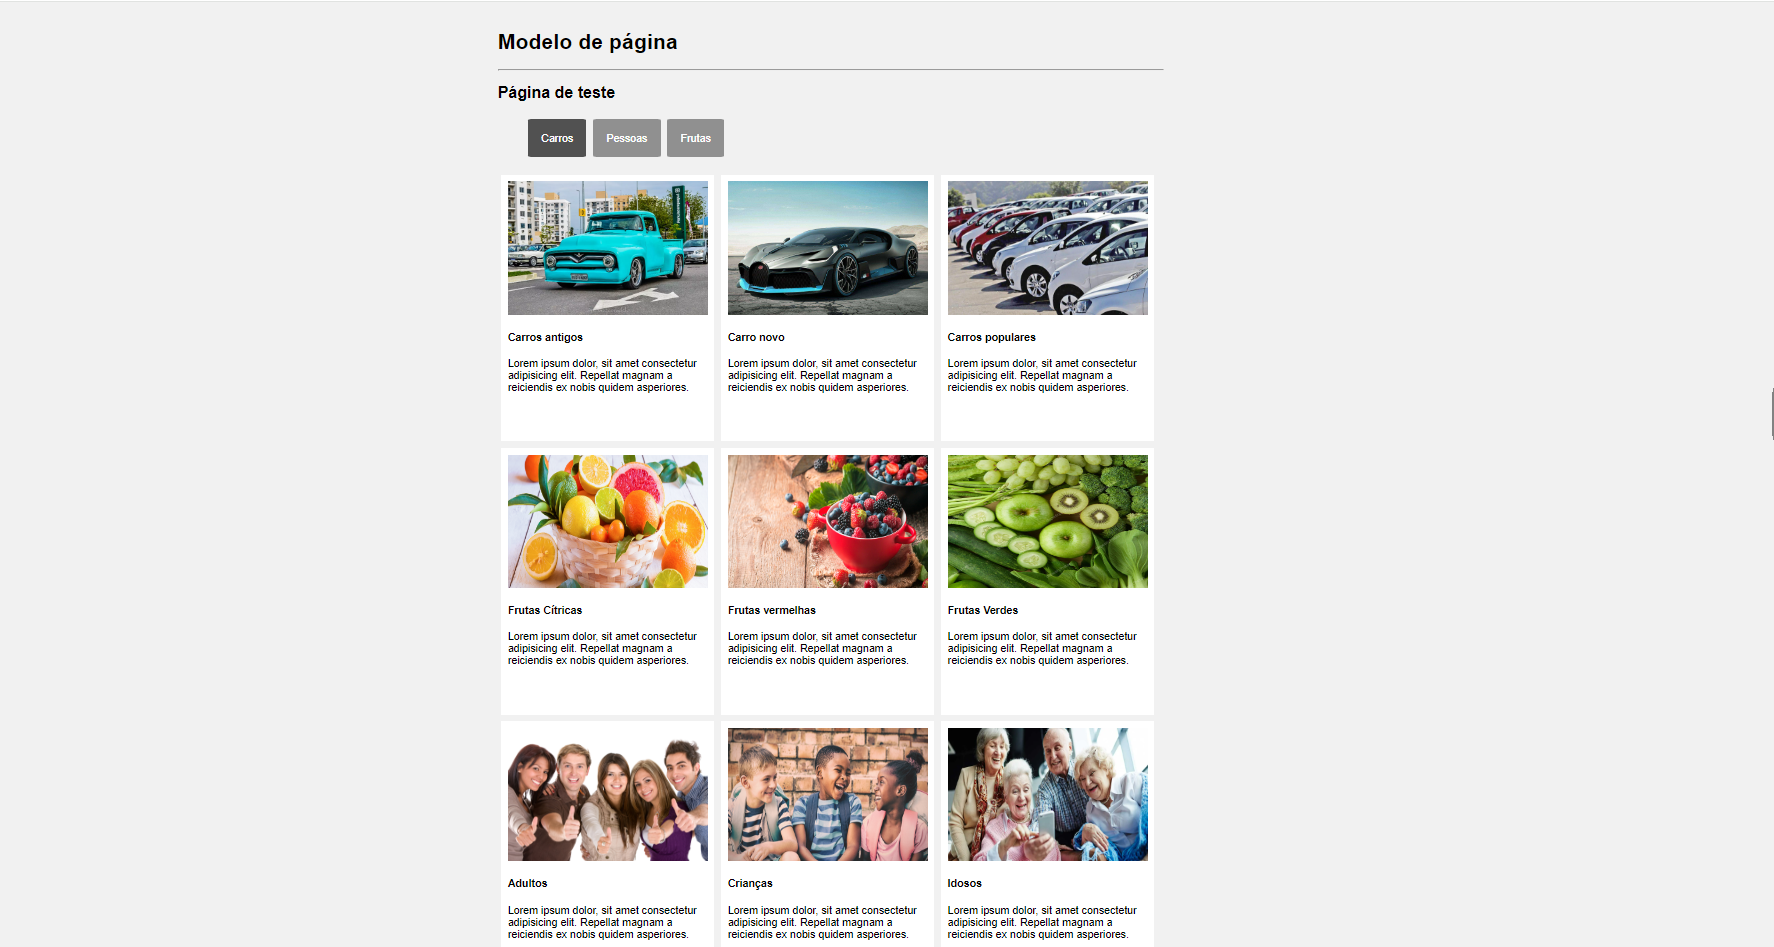 Modelo de página
Página de teste
Carros
Pessoas
Frutas
Carros antigos
Lorem ipsum dolor, sit amet consectetur
adipisicing elit. Repellat magnam a
reiciendis ex nobis quidem asperiores.
Carro novo
Lorem ipsum dolor, sit amet consectetur
adipisicing elit. Repellat magnam a
reiciendis ex nobis quidem asperiores.
Carros populares
Lorem ipsum dolor, sit amet consectetur
adipisicing elit. Repellat magnam a
reiciendis ex nobis quidem asperiores.
Frutas Cítricas
Lorem ipsum dolor, sit amet consectetur
adipisicing elit. Repellat magnam a
reiciendis ex nobis quidem asperiores.
Frutas vermelhas
Lorem ipsum dolor, sit amet consectetur
adipisicing elit. Repellat magnam a
reiciendis ex nobis quidem asperiores.
Frutas Verdes
Lorem ipsum dolor, sit amet consectetur
adipisicing elit. Repellat magnam a
reiciendis ex nobis quidem asperiores.
Adultos
Lorem ipsum dolor, sit amet consectetur
adipisicing elit. Repellat magnam a
reiciendis ex nobis quidem asperiores.
Crianças
Lorem ipsum dolor, sit amet consectetur
adipisicing elit. Repellat magnam a
reiciendis ex nobis quidem asperiores.
Idosos
Lorem ipsum dolor, sit amet consectetur
adipisicing elit. Repellat magnam a
reiciendis ex nobis quidem asperiores.